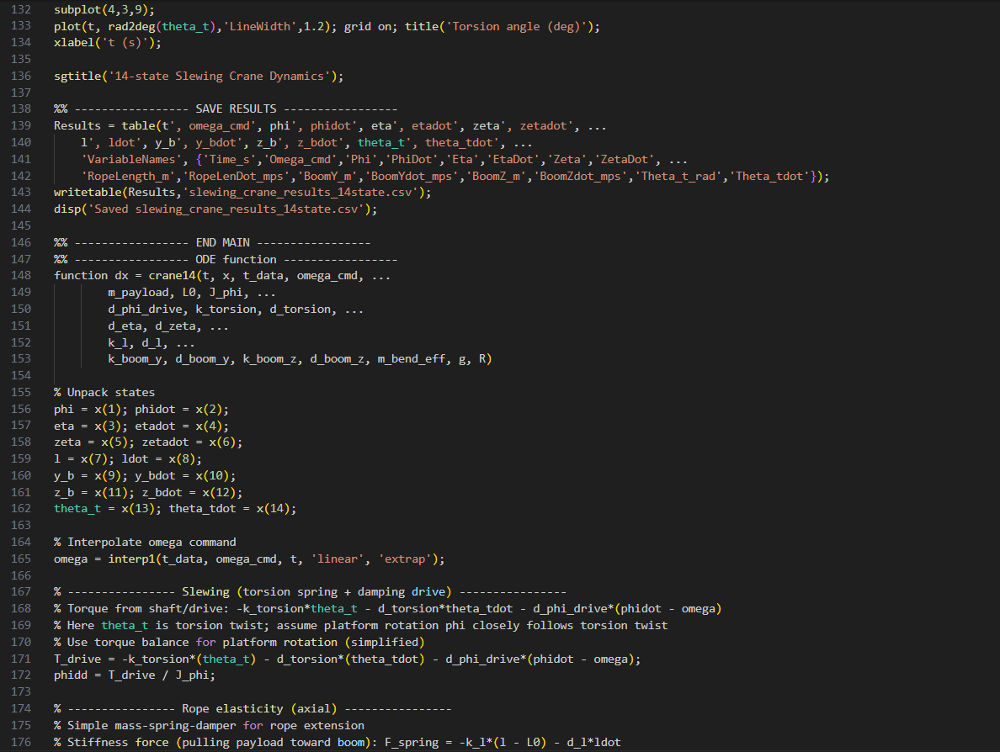 132 subplot(4,3,9);
133 plot(t, rad2deg(theta_t),'LineWidth',1.2); grid on; title('Torsion angle (deg)');
134 xlabel('t (s)');
135
136 sgtitle('14-state Slewing Crane Dynamics');
137
138 %% ----------------- SAVE RESULTS -----------------
139 Results = table(t', omega_cmd', phi', phidot', eta', etadot', zeta', zetadot', ...
140     l', ldot', y_b', y_bdot', z_b', z_bdot', theta_t', theta_tdot', ...
141     'VariableNames', {'Time_s','Omega_cmd','Phi','PhiDot','Eta','EtaDot','Zeta','ZetaDot', ...
142     'RopeLength_m','RopeLenDot_mps','BoomY_m','BoomYdot_mps','BoomZ_m','BoomZdot_mps','Theta_t_rad','Theta_tdot'});
143 writetable(Results,'slewing_crane_results_14state.csv');
144 disp('Saved slewing_crane_results_14state.csv');
145
146 %% ----------------- END MAIN -----------------
147 %% ----------------- ODE function -----------------
148 function dx = crane14(t, x, t_data, omega_cmd, ...
149         m_payload, L0, J_phi, ...
150         d_phi_drive, k_torsion, d_torsion, ...
151         d_eta, d_zeta, ...
152         k_l, d_l, ...
153         k_boom_y, d_boom_y, k_boom_z, d_boom_z, m_bend_eff, g, R)
154
155 % Unpack states
156 phi = x(1); phidot = x(2);
157 eta = x(3); etadot = x(4);
158 zeta = x(5); zetadot = x(6);
159 l = x(7); ldot = x(8);
160 y_b = x(9); y_bdot = x(10);
161 z_b = x(11); z_bdot = x(12);
162 theta_t = x(13); theta_tdot = x(14);
163
164 % Interpolate omega command
165 omega = interp1(t_data, omega_cmd, t, 'linear', 'extrap');
166
167 % ---------------- Slewing (torsion spring + damping drive) ----------------
168 % Torque from shaft/drive: -k_torsion*theta_t - d_torsion*theta_tdot - d_phi_drive*(phidot - omega)
169 % Here theta_t is torsion twist; assume platform rotation phi closely follows torsion twist
170 % Use torque balance for platform rotation (simplified)
171 T_drive = -k_torsion*(theta_t) - d_torsion*(theta_tdot) - d_phi_drive*(phidot - omega);
172 phidd = T_drive / J_phi;
173
174 % ---------------- Rope elasticity (axial) ----------------
175 % Simple mass-spring-damper for rope extension
176 % Stiffness force (pulling payload toward boom): F_spring = -k_l*(l - L0) - d_l*ldot